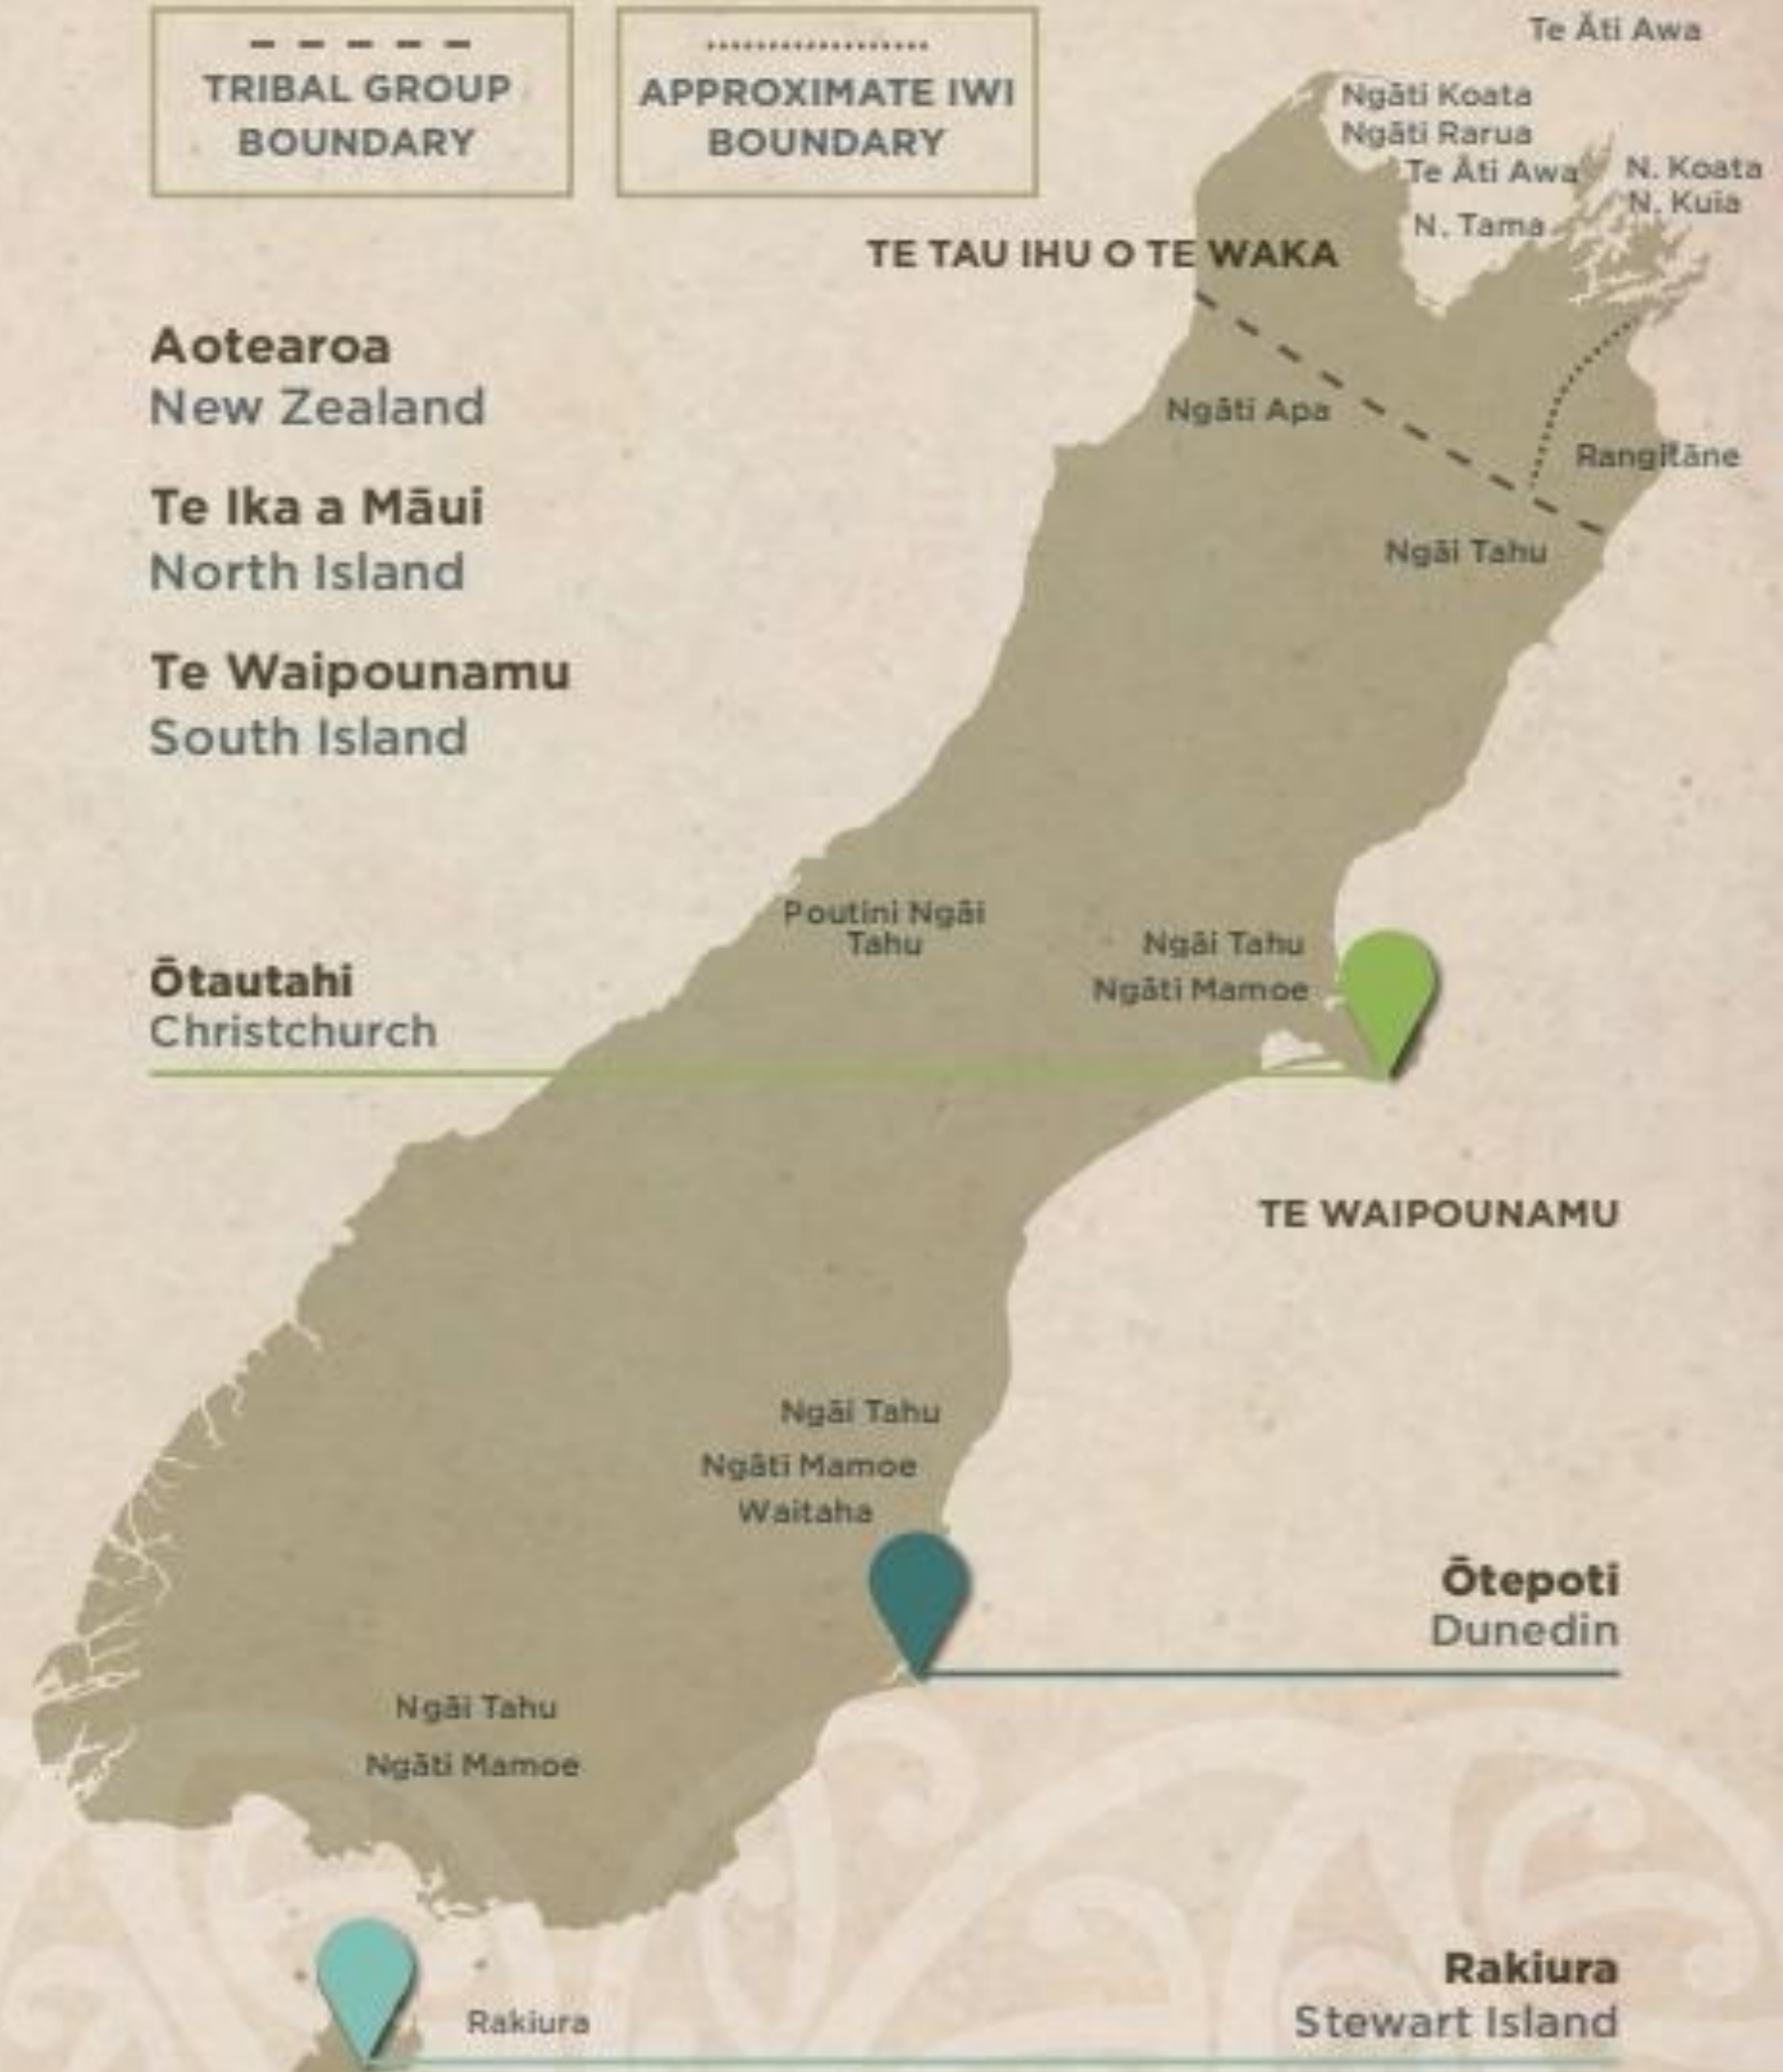 TRIBAL GROUP
BOUNDARY
APPROXIMATE IWI
BOUNDARY
Te Āti Awa
Ngāti Koata
Ngāti Rarua
Te Āti Awa
N. Tama
N. Koata
N. Kuia
TE TAU IHU O TE WAKA
Aotearoa
New Zealand
Te Ika a Māui
North Island
Te Waipounamu
South Island
Ngāti Apa
Rangitāne
Ngāi Tahu
Poutini Ngāi
Tahu
Ngāi Tahu
Ngāti Mamoe
Ōtautahi
Christchurch
TE WAIPOUNAMU
Ngāi Tahu
Ngāti Mamoe
Waitaha
Ōtepoti
Dunedin
Ngāi Tahu
Ngāti Mamoe
Rakiura
Rakiura
Stewart Island